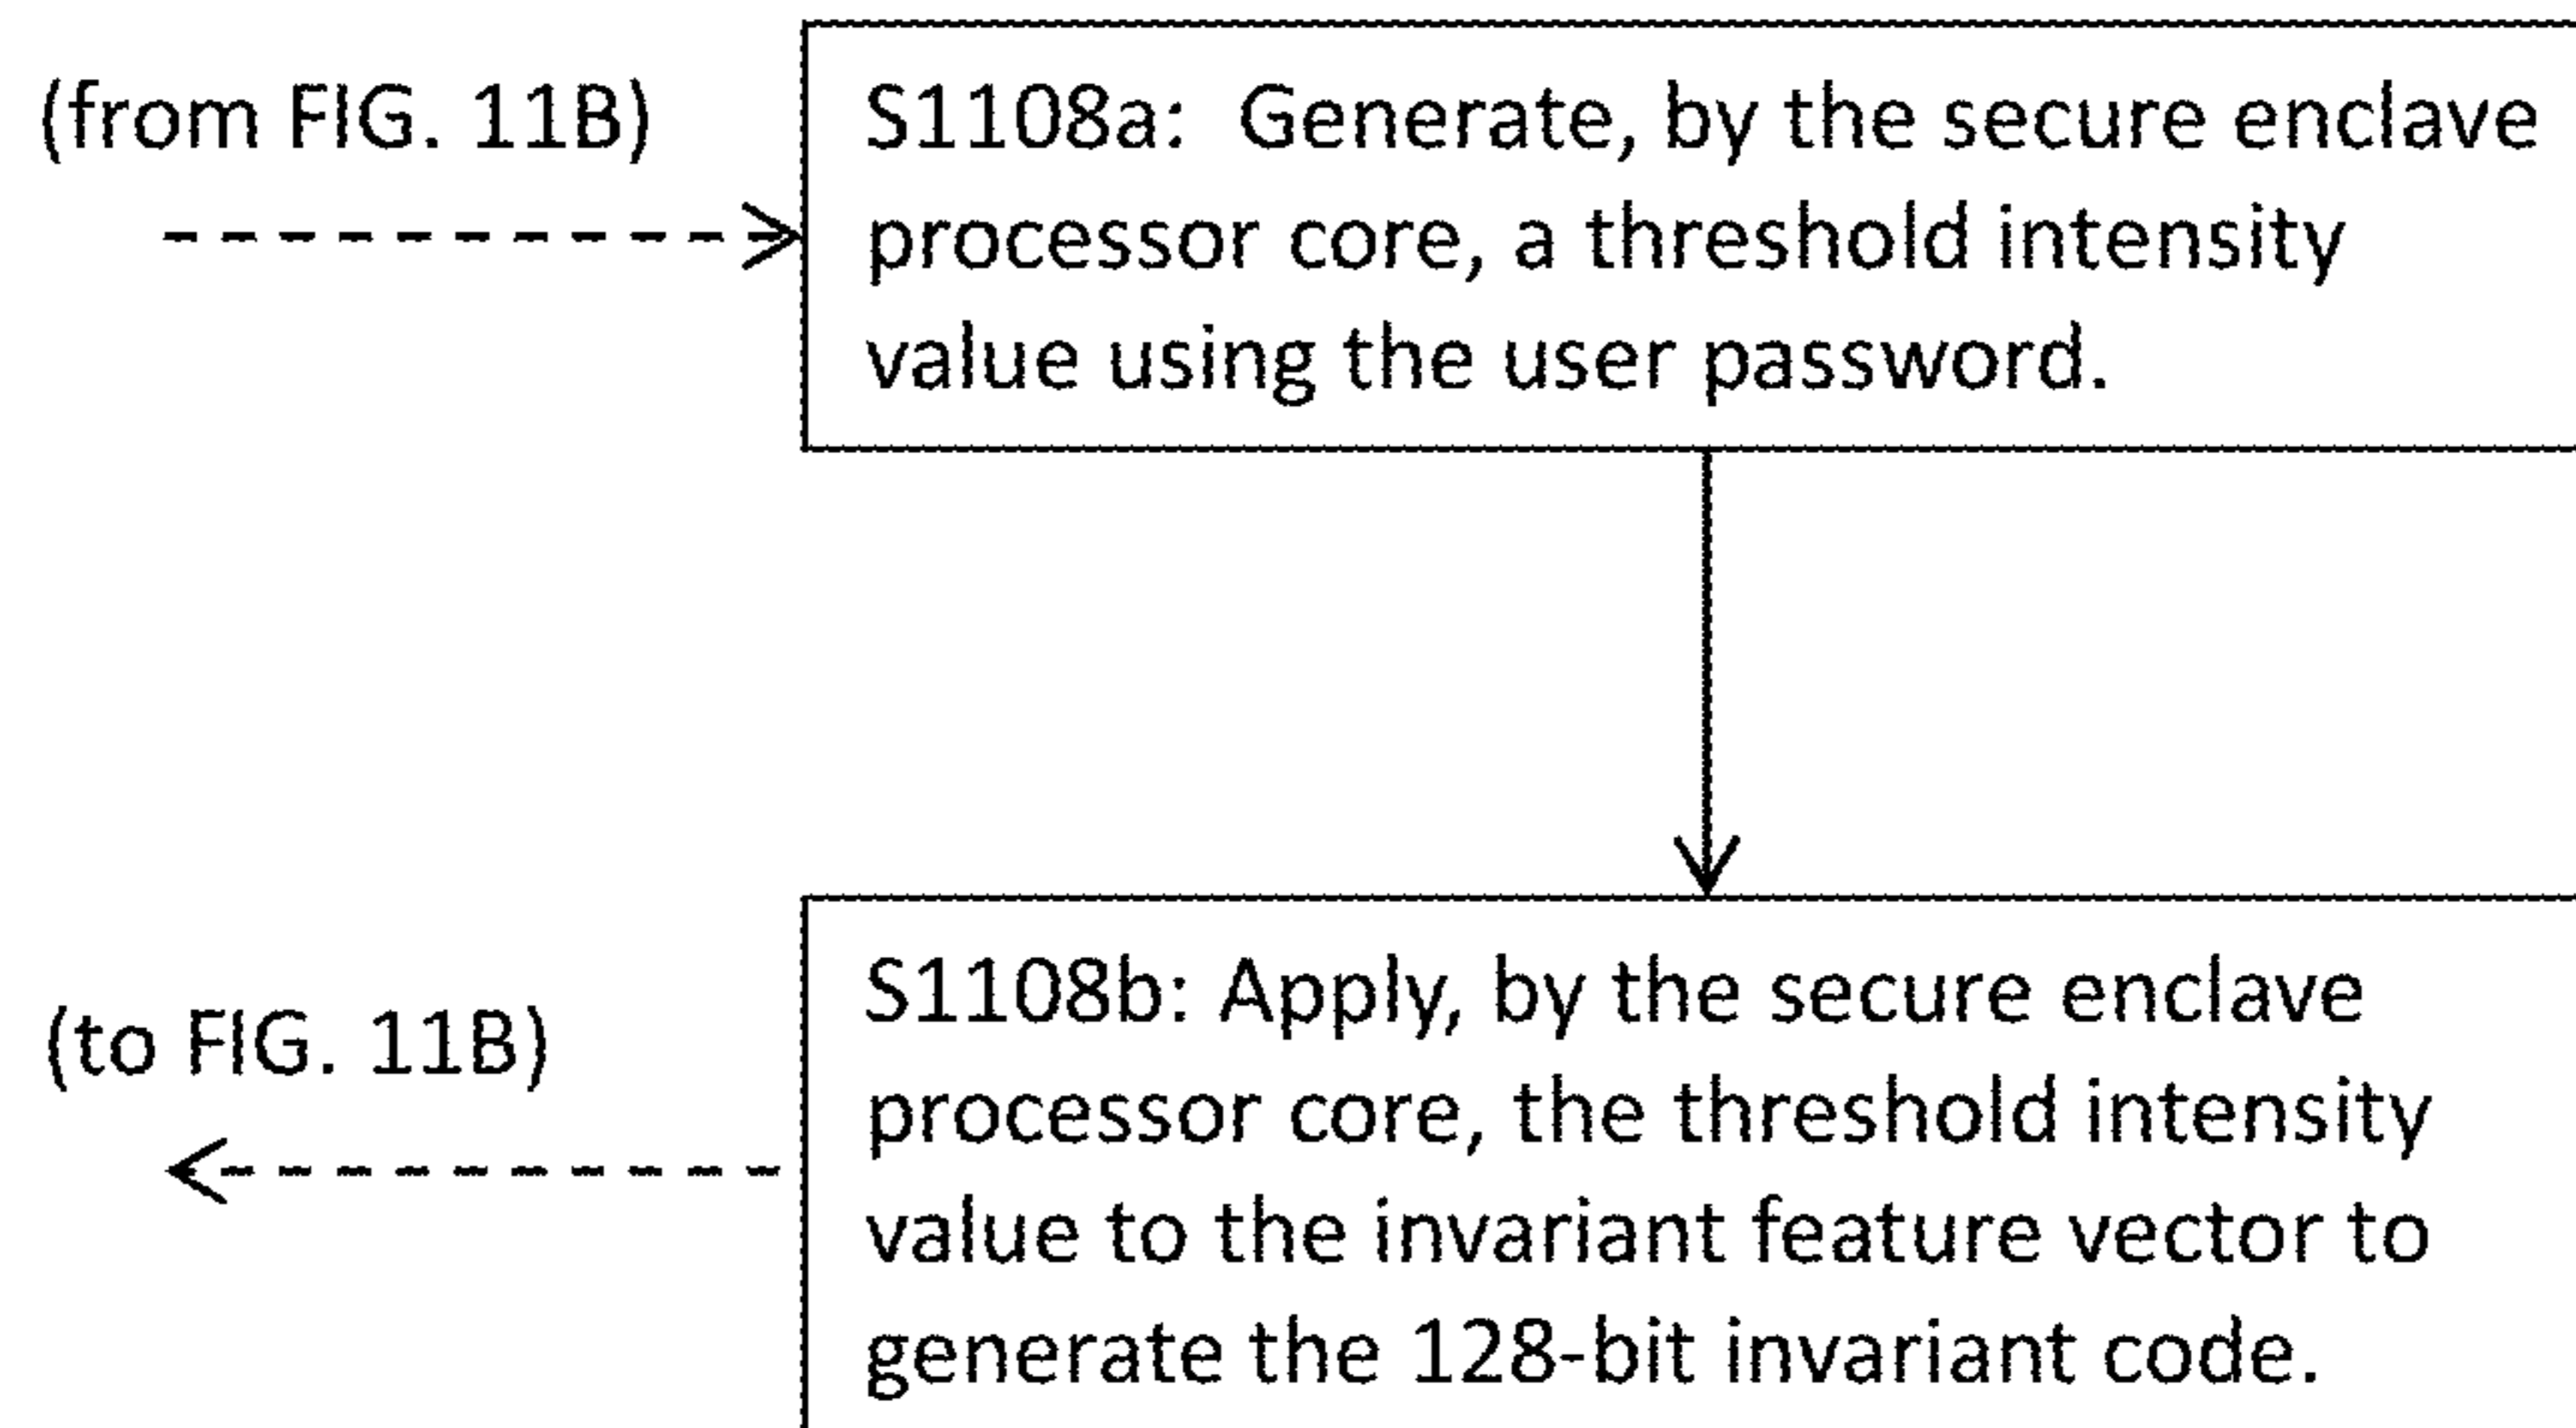 (from FIG. 11B)
S1108a:  Generate, by the secure enclave
processor core, a threshold intensity
value using the user password.
(to FIG. 11B)
S1108b: Apply, by the secure enclave
processor core, the threshold intensity
value to the invariant feature vector to
generate the 128-bit invariant code.